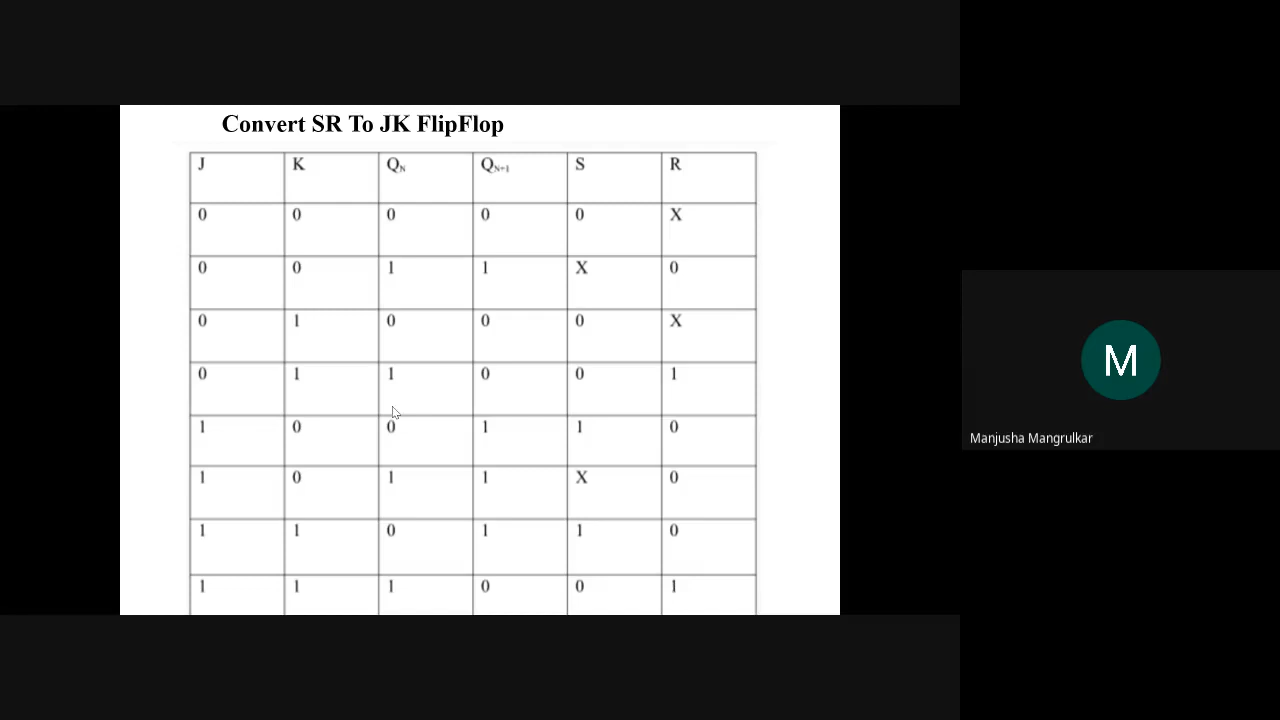 Convert SR To JK FlipFlop
J K QN QN+1 S R
0 0 0 0 0 X
0 0 1 1 X 0
0 1 0 0 0 X
0 1 1 0 0 1
1 0 0 1 1 0
1 0 1 1 X 0
1 1 0 1 1 0
1 1 1 0 0 1
M
Manjusha Mangrulkar